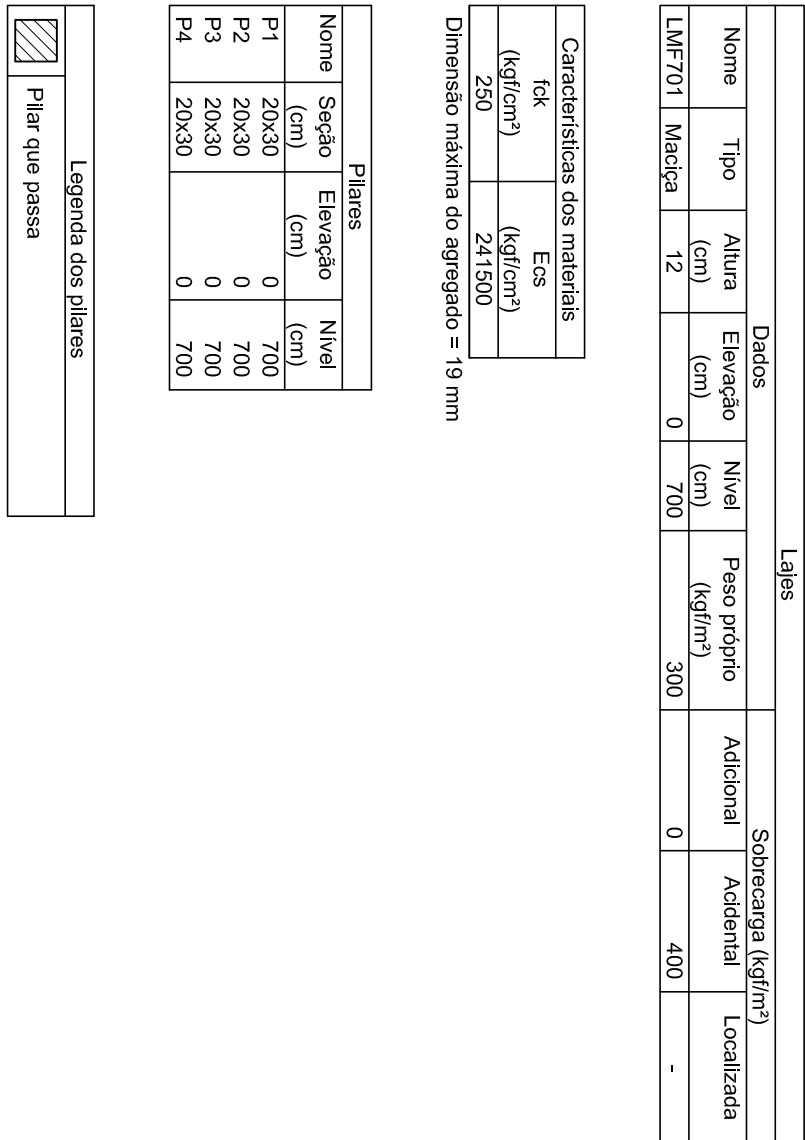 Lajes
Dados Sobrecarga (kgf/m²)
Nome Tipo Altura (cm) Elevação (cm) Nível (cm) Peso próprio (kgf/m²) Adicional Acidental Localizada
LMF701 Maciça 12 0 700 300 0 400 -
Características dos materiais
fck Ecs
(kgf/cm²) (kgf/cm²)
250 241500
Dimensão máxima do agregado = 19 mm
Pilares
Nome Seção Elevação Nível
(cm) (cm) (cm)
P1 20x30 0 700
P2 20x30 0 700
P3 20x30 0 700
P4 20x30 0 700
Legenda dos pilares
Pilar que passa